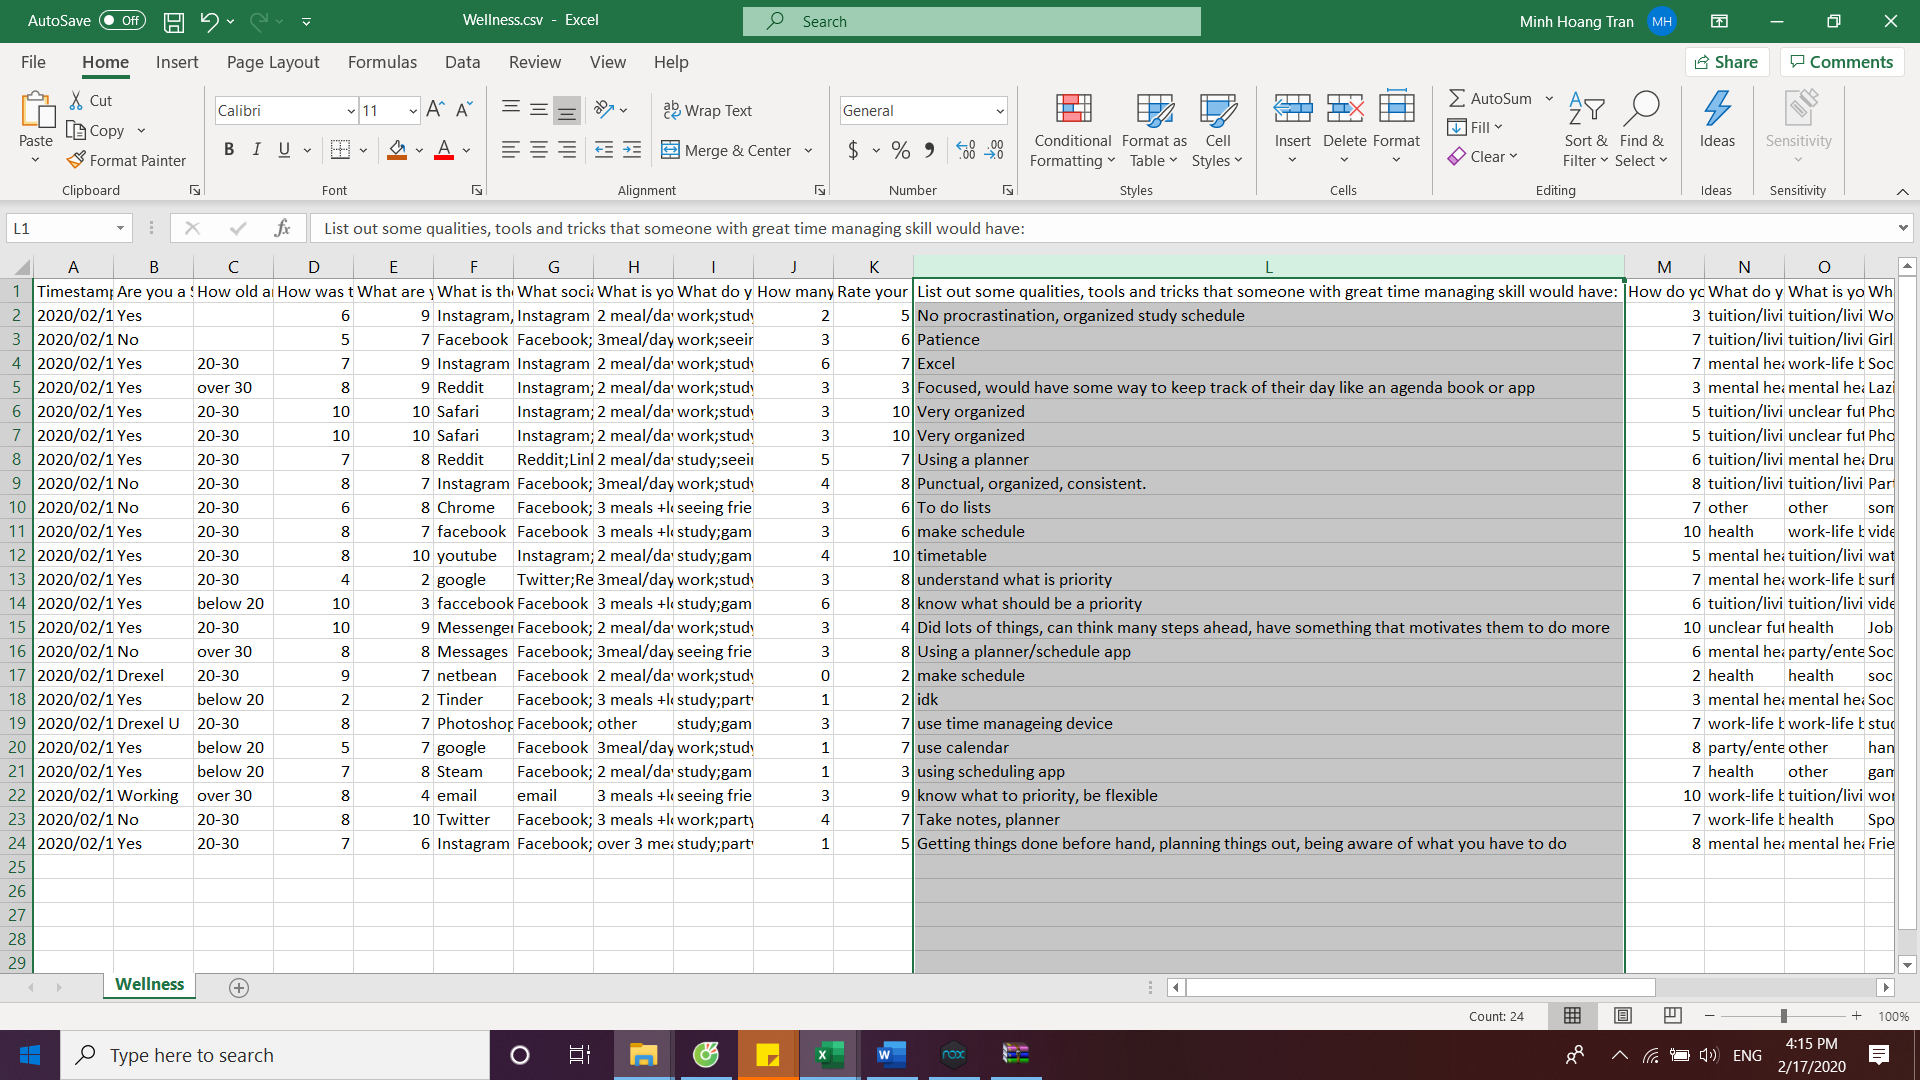 AutoSave Off Wellness.csv - Excel Search Minh Hoang Tran MH
File Home Insert Page Layout Formulas Data Review View Help Share Comments
Paste Cut Copy Format Painter Clipboard
Calibri 11 B I U A Font
Wrap Text Merge & Center Alignment
General $ % Number
Conditional Formatting Format as Table Cell Styles Styles
Insert Delete Format Cells
AutoSum Fill Clear Sort & Filter Find & Select Editing
Ideas Ideas
Sensitivity Sensitivity
L1 fx List out some qualities, tools and tricks that someone with great time managing skill would have:
A B C D E F G H I J K L M N O
1 Timestamp Are you a How old a How was t What are y What is th What soci What is yo What do y How many Rate your List out some qualities, tools and tricks that someone with great time managing skill would have: How do yo What do y What is yo Wh
2 2020/02/1 Yes 6 9 Instagram, Instagram 2 meal/da work;study 2 5 No procrastination, organized study schedule 3 tuition/livi tuition/livi Wo
3 2020/02/1 No 5 7 Facebook Facebook; 3meal/day work;seein 3 6 Patience 7 tuition/livi tuition/livi Girl
4 2020/02/1 Yes 20-30 7 9 Instagram Instagram 2 meal/da work;study 6 7 Excel 7 mental hea work-life b Soc
5 2020/02/1 Yes over 30 8 9 Reddit Instagram; 2 meal/da work;study 3 3 Focused, would have some way to keep track of their day like an agenda book or app 3 mental hea mental hea Lazi
6 2020/02/1 Yes 20-30 10 10 Safari Instagram; 2 meal/da work;study 3 10 Very organized 5 tuition/livi unclear fut Pho
7 2020/02/1 Yes 20-30 10 10 Safari Instagram; 2 meal/da work;study 3 10 Very organized 5 tuition/livi unclear fut Pho
8 2020/02/1 Yes 20-30 7 8 Reddit Reddit;Linl 2 meal/da study;seei 5 7 Using a planner 6 tuition/livi mental hea Dru
9 2020/02/1 No 20-30 8 7 Instagram Facebook; 3meal/day work;study 4 8 Punctual, organized, consistent. 8 tuition/livi tuition/livi Par
10 2020/02/1 No 20-30 6 8 Chrome Facebook; 3 meals +l seeing frie 3 6 To do lists 7 other other som
11 2020/02/1 Yes 20-30 8 7 facebook Facebook 3 meals +l study;gam 3 6 make schedule 10 health work-life b vide
12 2020/02/1 Yes 20-30 8 10 youtube Instagram; 2 meal/da study;gam 4 10 timetable 5 mental hea tuition/livi wat
13 2020/02/1 Yes 20-30 4 2 google Twitter;Re 3meal/day work;study 3 8 understand what is priority 7 mental hea work-life b surf
14 2020/02/1 Yes below 20 10 3 faccebook Facebook 3 meals +l study;gam 6 8 know what should be a priority 6 tuition/livi tuition/livi vide
15 2020/02/1 Yes 20-30 10 9 Messenger Facebook; 2 meal/da work;study 3 4 Did lots of things, can think many steps ahead, have something that motivates them to do more 10 unclear fut health Job
16 2020/02/1 No over 30 8 8 Messages Facebook; 3meal/day seeing frie 3 8 Using a planner/schedule app 6 mental hea party/ente Soc
17 2020/02/1 Drexel 20-30 9 7 netbean Facebook 2 meal/da work;study 0 2 make schedule 2 health health soc
18 2020/02/1 Yes below 20 2 2 Tinder Facebook; 3 meals +l study;part 1 2 idk 3 mental hea mental hea Soc
19 2020/02/1 Drexel U 20-30 8 7 Photoshop Facebook; other study;gam 3 7 use time manageing device 7 work-life b work-life b stud
20 2020/02/1 Yes below 20 5 7 google Facebook 3meal/day work;study 1 7 use calendar 8 party/ente other han
21 2020/02/1 Yes below 20 7 8 Steam Facebook; 2 meal/da study;gam 1 3 using scheduling app 7 health other gam
22 2020/02/1 Working over 30 8 4 email email 3 meals +l seeing frie 3 9 know what to priority, be flexible 10 work-life b tuition/livi wor
23 2020/02/1 No 20-30 8 10 Twitter Facebook; 3 meals +l work;party 4 7 Take notes, planner 7 work-life b health Spo
24 2020/02/1 Yes 20-30 7 6 Instagram Facebook; over 3 mea study;part 1 5 Getting things done before hand, planning things out, being aware of what you have to do 8 mental hea mental hea Frie
25
26
27
28
29
Wellness
Count: 24 100%
Type here to search nox ENG 4:15 PM
2/17/2020